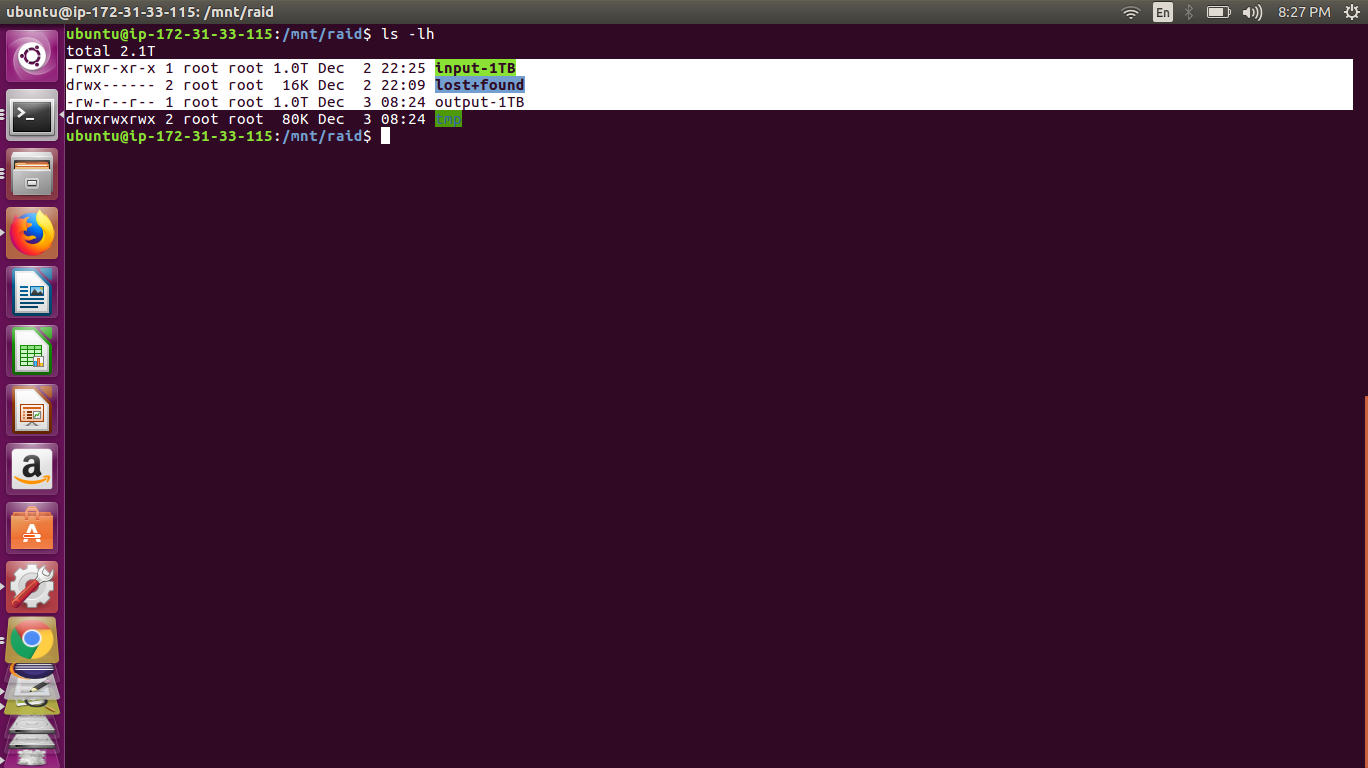 ubuntu@ip-172-31-33-115: /mnt/raid
En
8:27 PM
ubuntu@ip-172-31-33-115:/mnt/raid$ ls -lh
total 2.1T
-rwxr-xr-x 1 root root 1.0T Dec  2 22:25 input-1TB
drwx------ 2 root root  16K Dec  2 22:09 lost+found
-rw-r--r-- 1 root root 1.0T Dec  3 08:24 output-1TB
drwxrwxrwx 2 root root  80K Dec  3 08:24 tmp
ubuntu@ip-172-31-33-115:/mnt/raid$